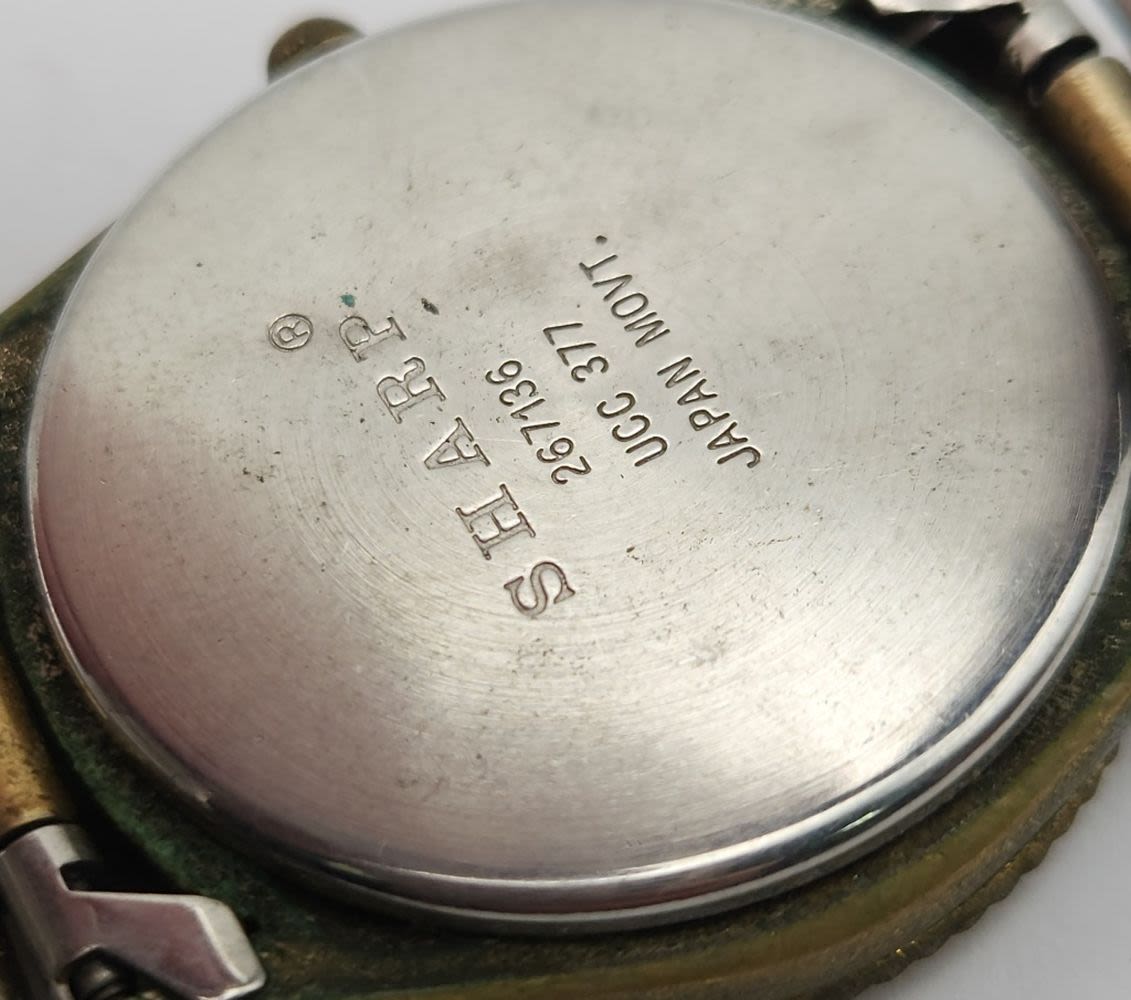 SHARP®
267136
UCC 377
JAPAN MOVT.